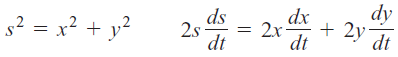 s² = x² + y² 2s ds/dt = 2x dx/dt + 2y dy/dt